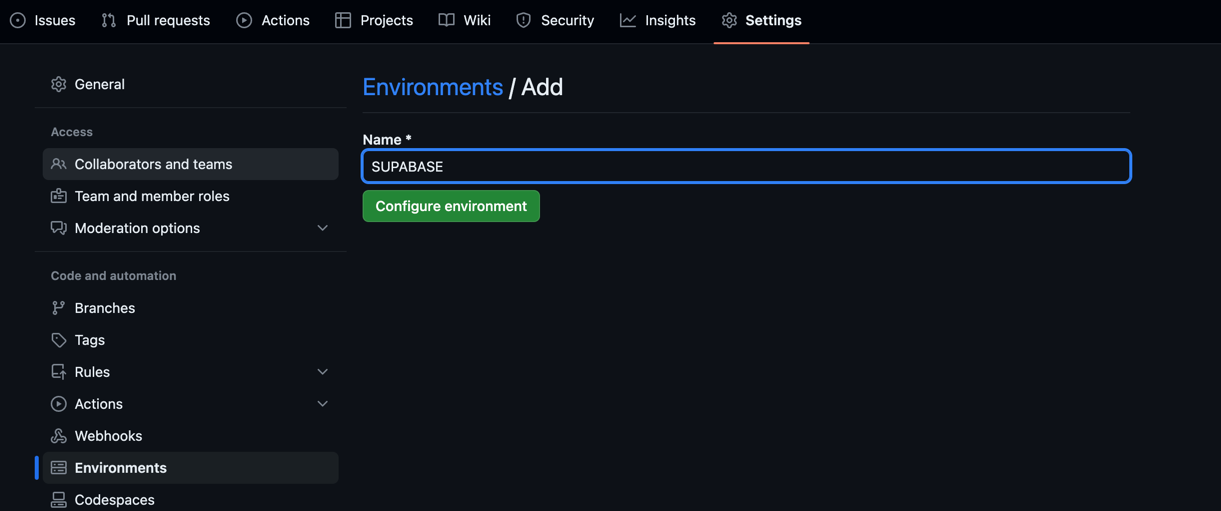 Issues Pull requests Actions Projects Wiki Security Insights Settings
General
Access
Collaborators and teams
Team and member roles
Moderation options
Code and automation
Branches
Tags
Rules
Actions
Webhooks
Environments
Codespaces
Environments / Add
Name *
SUPABASE
Configure environment